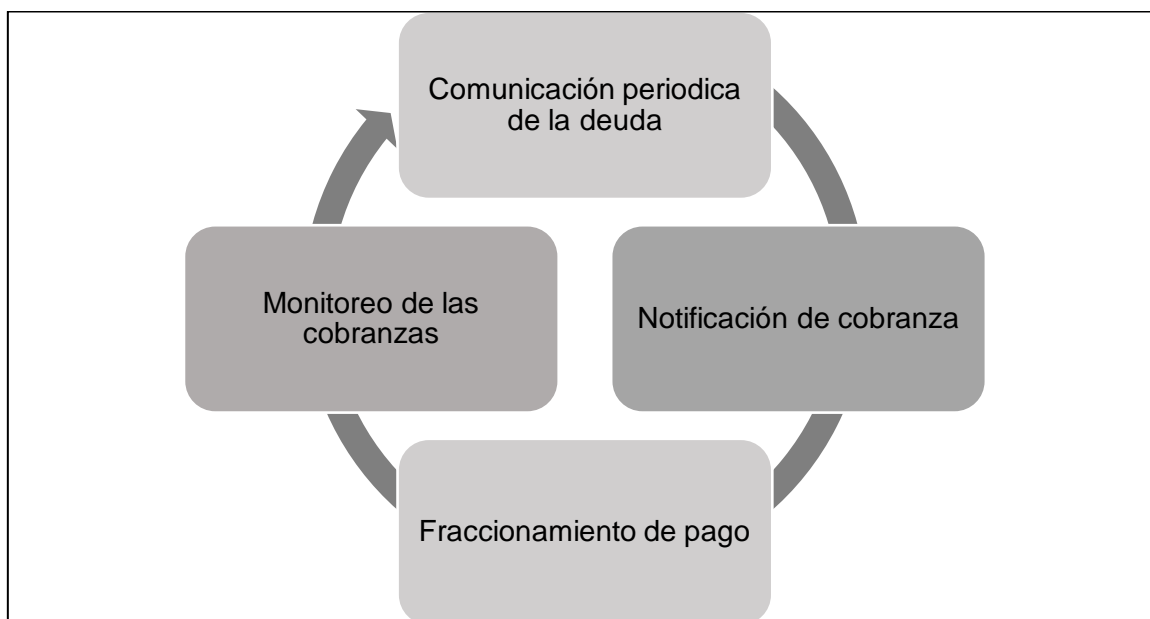 Comunicación periodica
de la deuda
Monitoreo de las
cobranzas
Notificación de cobranza
Fraccionamiento de pago